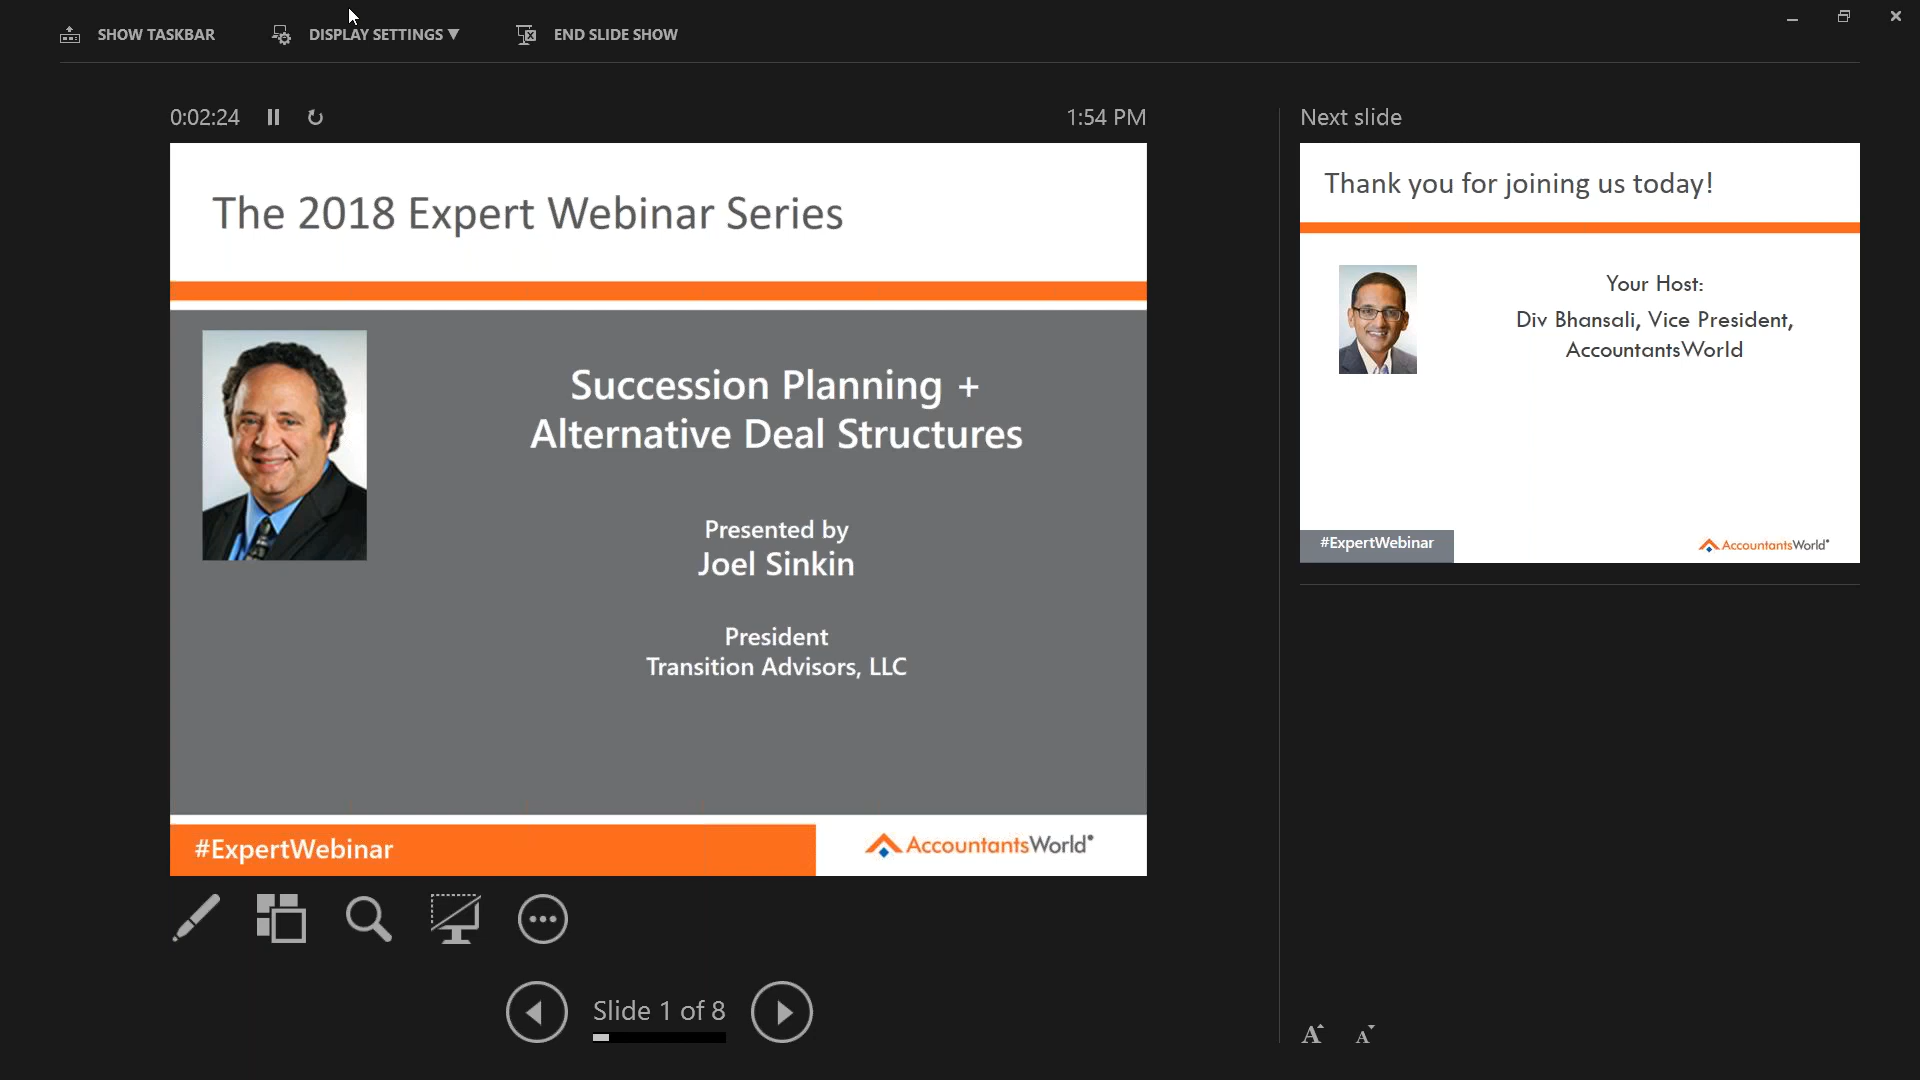 SHOW TASKBAR
DISPLAY SETTINGS ▼
END SLIDE SHOW
0:02:24
1:54 PM
The 2018 Expert Webinar Series
Succession Planning +
Alternative Deal Structures
Presented by
Joel Sinkin
President
Transition Advisors, LLC
#ExpertWebinar
AccountantsWorld
Slide 1 of 8
Next slide
Thank you for joining us today!
Your Host:
Div Bhansali, Vice President,
AccountantsWorld
#ExpertWebinar
AccountantsWorld
A A